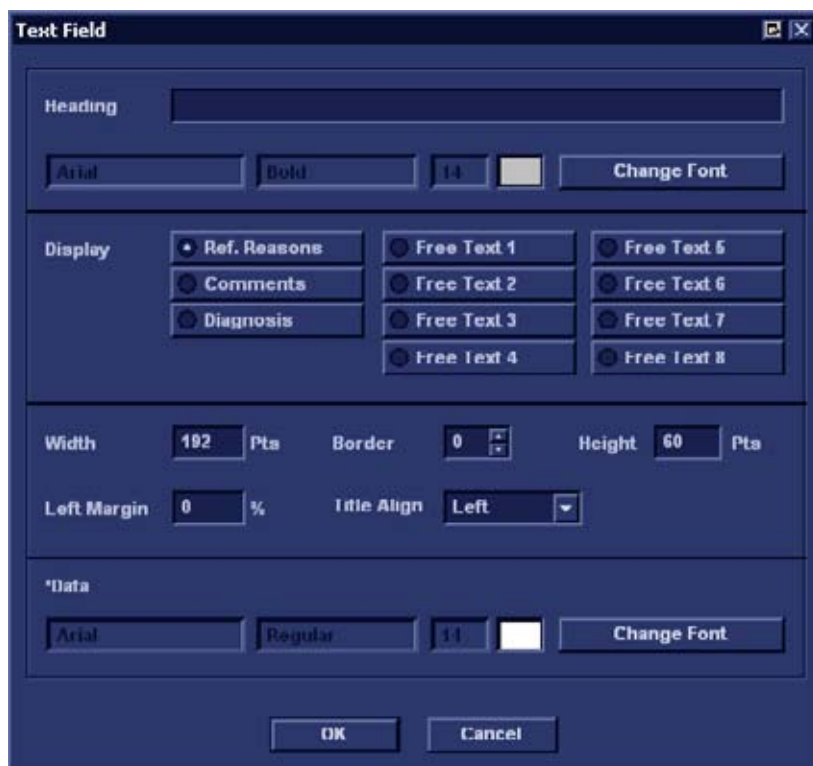 Text Field
Heading
Arial Bold 14 Change Font
Display Ref. Reasons Free Text 1 Free Text 5
Comments Free Text 2 Free Text 6
Diagnosis Free Text 3 Free Text 7
Free Text 4 Free Text 8
Width 192 Pts Border 0 Height 60 Pts
Left Margin 0 % Title Align Left
*Data
Arial Regular 14 Change Font
OK Cancel